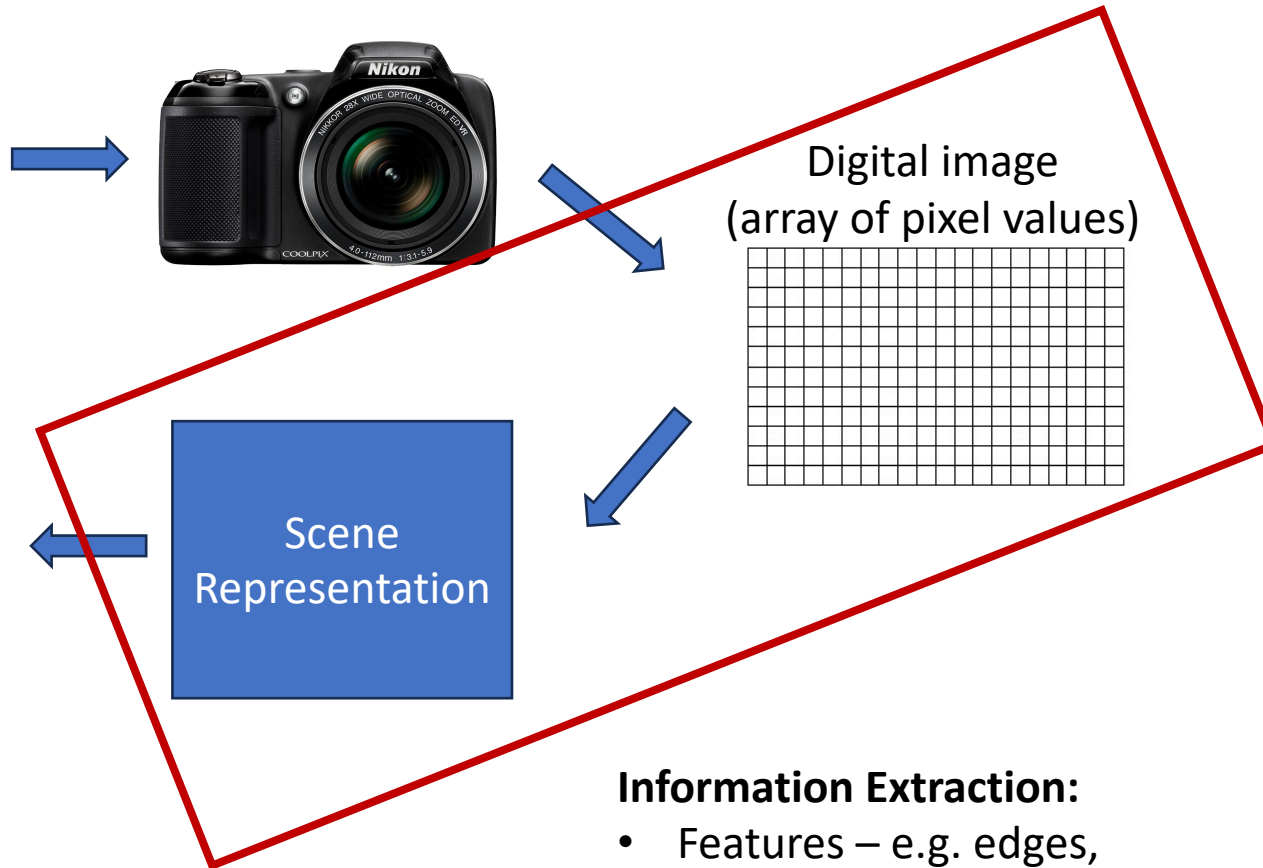 Nikon
NIKKOR 28X WIDE OPTICAL ZOOM ED VR
COOLPIX
4.0-112mm 1:3.1-5.9
Digital image
(array of pixel values)
Scene
Representation
Information Extraction:
• Features – e.g. edges,